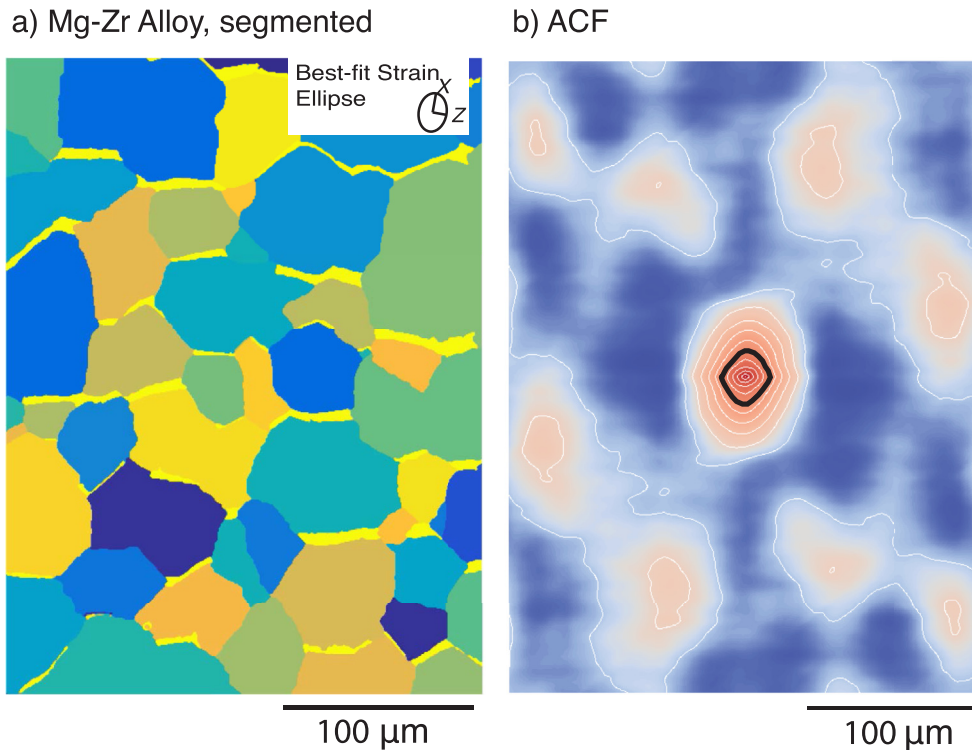 a) Mg-Zr Alloy, segmented
b) ACF
Best-fit Strain
Ellipse
X
Z
100 µm
100 µm